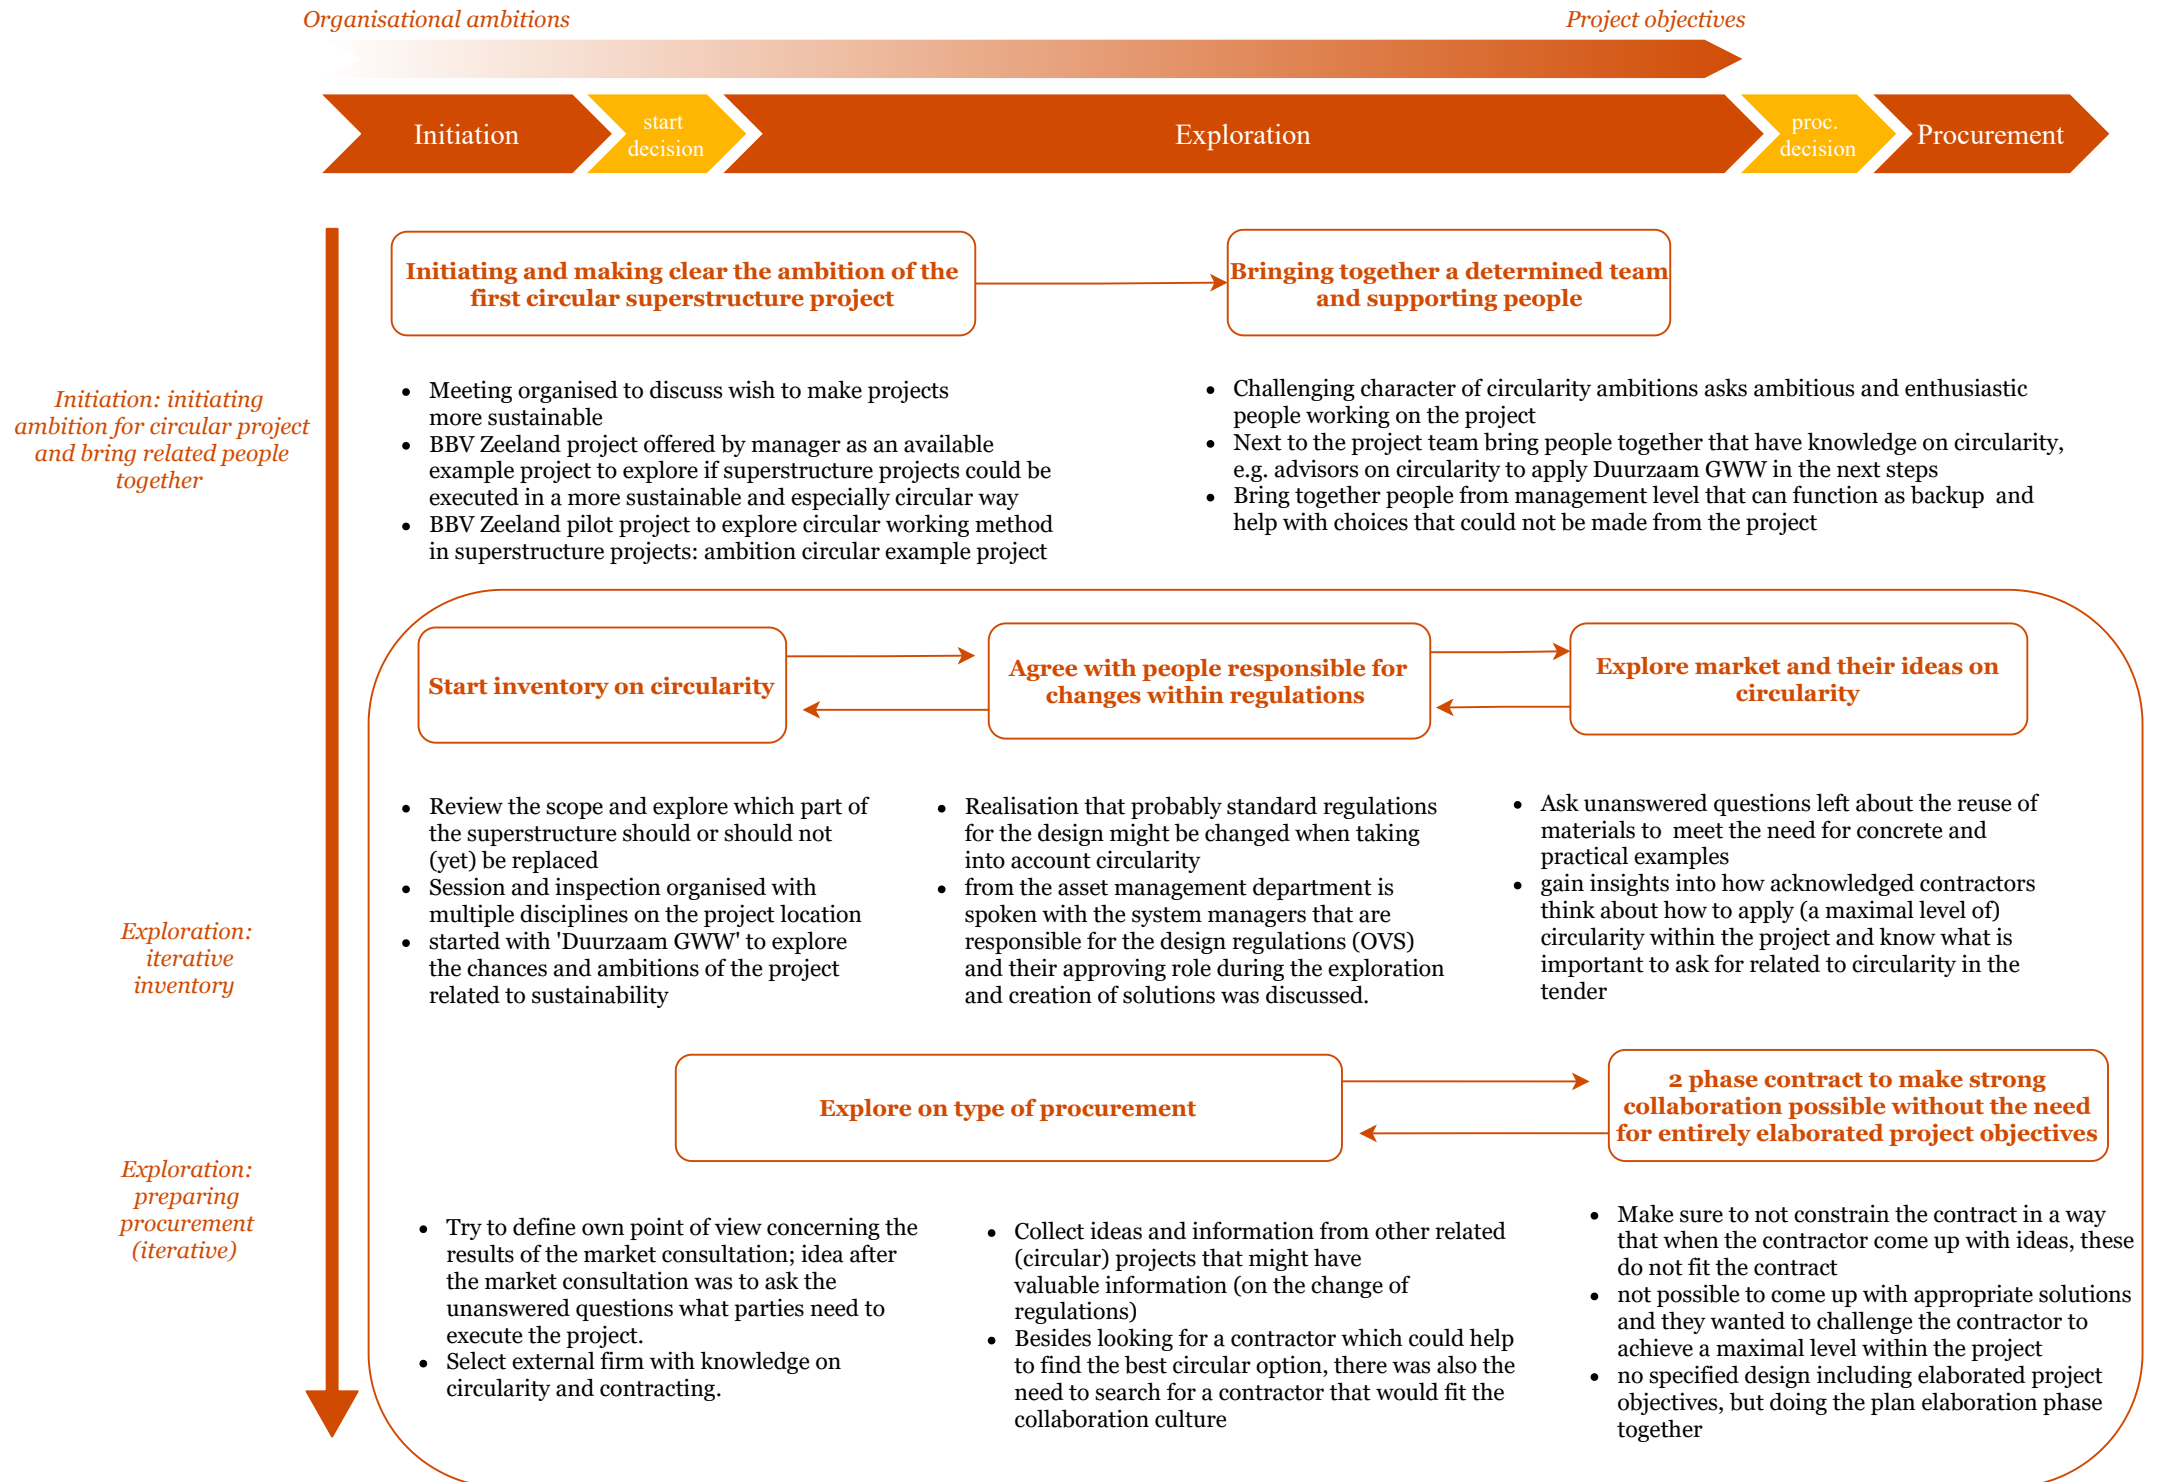 Organisational ambitions
Project objectives
Initiation
start
decision
Exploration
proc.
decision
Procurement
Initiating and making clear the ambition of the
first circular superstructure project
Bringing together a determined team
and supporting people
Initiation: initiating
ambition for circular project
and bring related people
together
• Meeting organised to discuss wish to make projects
more sustainable
• BBV Zeeland project offered by manager as an available
example project to explore if superstructure projects could be
executed in a more sustainable and especially circular way
• BBV Zeeland pilot project to explore circular working method
in superstructure projects: ambition circular example project
• Challenging character of circularity ambitions asks ambitious and enthusiastic
people working on the project
• Next to the project team bring people together that have knowledge on circularity,
e.g. advisors on circularity to apply Duurzaam GWW in the next steps
• Bring together people from management level that can function as backup and
help with choices that could not be made from the project
Start inventory on circularity
Agree with people responsible for
changes within regulations
Explore market and their ideas on
circularity
Exploration:
iterative
inventory
• Review the scope and explore which part of
the superstructure should or should not
(yet) be replaced
• Session and inspection organised with
multiple disciplines on the project location
• started with 'Duurzaam GWW' to explore
the chances and ambitions of the project
related to sustainability
• Realisation that probably standard regulations
for the design might be changed when taking
into account circularity
• from the asset management department is
spoken with the system managers that are
responsible for the design regulations (OVS)
and their approving role during the exploration
and creation of solutions was discussed.
• Ask unanswered questions left about the reuse of
materials to meet the need for concrete and
practical examples
• gain insights into how acknowledged contractors
think about how to apply (a maximal level of)
circularity within the project and know what is
important to ask for related to circularity in the
tender
Explore on type of procurement
2 phase contract to make strong
collaboration possible without the need
for entirely elaborated project objectives
Exploration:
preparing
procurement
(iterative)
• Try to define own point of view concerning the
results of the market consultation; idea after
the market consultation was to ask the
unanswered questions what parties need to
execute the project.
• Select external firm with knowledge on
circularity and contracting.
• Collect ideas and information from other related
(circular) projects that might have
valuable information (on the change of
regulations)
• Besides looking for a contractor which could help
to find the best circular option, there was also the
need to search for a contractor that would fit the
collaboration culture
• Make sure to not constrain the contract in a way
that when the contractor come up with ideas, these
do not fit the contract
• not possible to come up with appropriate solutions
and they wanted to challenge the contractor to
achieve a maximal level within the project
• no specified design including elaborated project
objectives, but doing the plan elaboration phase
together